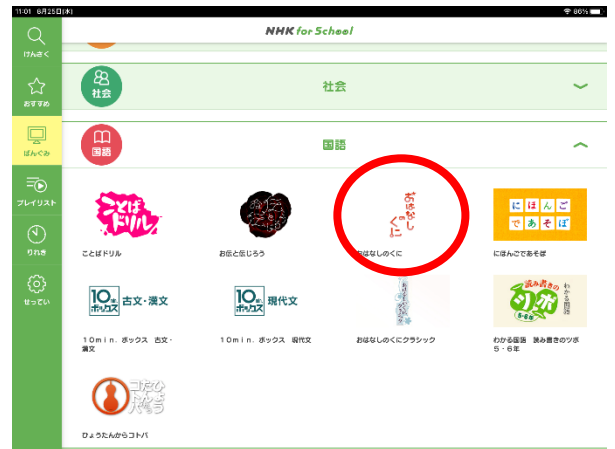 11:01 8月25日(木)
86%
NHK for School
けんさく
おすすめ
ばんぐみ
プレイリスト
りれき
せってい
社会
社会
国語
国語
ことばドリル
ことばドリル
お伝と伝じろう
おはなしのくに
おはなしのくに
にほんごであそぼ
にほんごであそぼ
10min.ボックス 古文・漢文
10min. ボックス 古文・漢文
10min.ボックス 現代文
10min. ボックス 現代文
おはなしのくにクラシック
わかる国語
読み書きのツボ
5・6年
わかる国語 読み書きのツボ
5・6年
ひょうたんからコトバ